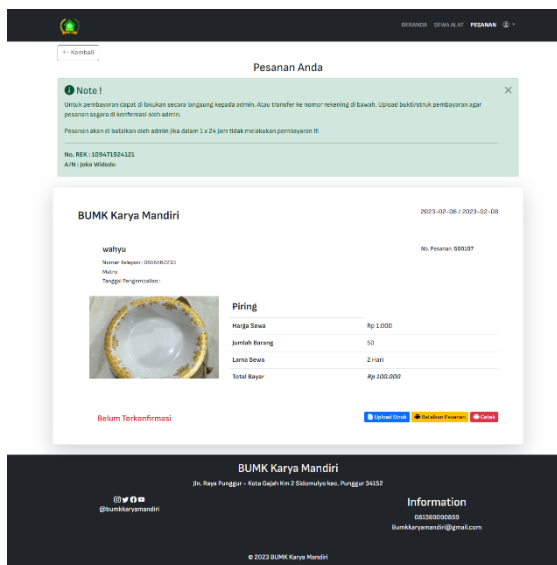 BERANDA SEWA ALAT PESANAN
← Kembali
Pesanan Anda
Note !
Untuk pembayaran dapat di lakukan secara langsung kepada admin, Atau transfer ke nomor rekening di bawah. Upload bukti/struk pembayaran agar
pesanan segera di konfirmasi oleh admin.
Pesanan akan di batalkan oleh admin jika dalam 1 x 24 jam tidak melakukan pembayaran !!!
No. REK : 109471924121
A/N : Joko Widodo
BUMK Karya Mandiri
2023-02-06 / 2023-02-08
wahyu
No. Pesanan :500107
Nomor Telepon :
Metro
Tanggal Pengembalian :
Piring
Harga Sewa Rp 1.000
Jumlah Barang 50
Lama Sewa 2 Hari
Total Bayar Rp 100.000
Belum Terkonfirmasi
Upload Struk Batalkan Pesanan Cetak
BUMK Karya Mandiri
Jln. Raya Punggur - Kota Gajah Km 2 Sidomulyo kec. Punggur 34152
@bumkkaryamandiri
Information
081369090859
Bumkkaryamandiri@gmail.com
© 2023 BUMK Karya Mandiri